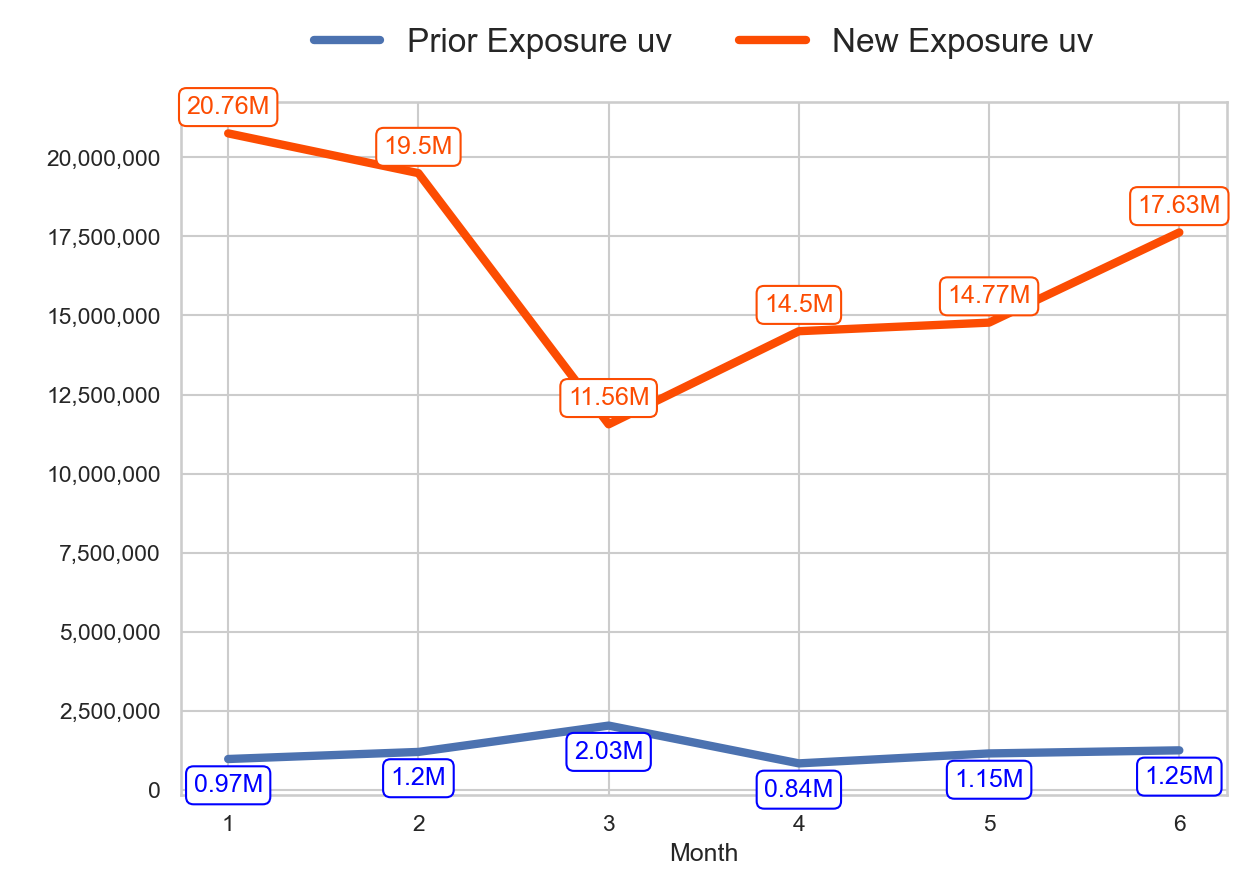 Prior Exposure uv New Exposure uv
20.76M
19.5M
20,000,000
17.63M
17,500,000
14.77M
14.5M
15,000,000
11.56M
12,500,000
10,000,000
7,500,000
5,000,000
2,500,000
2.03M
0.97M 1.2M 0.84M 1.15M 1.25M
0
1 2 3 4 5 6
Month